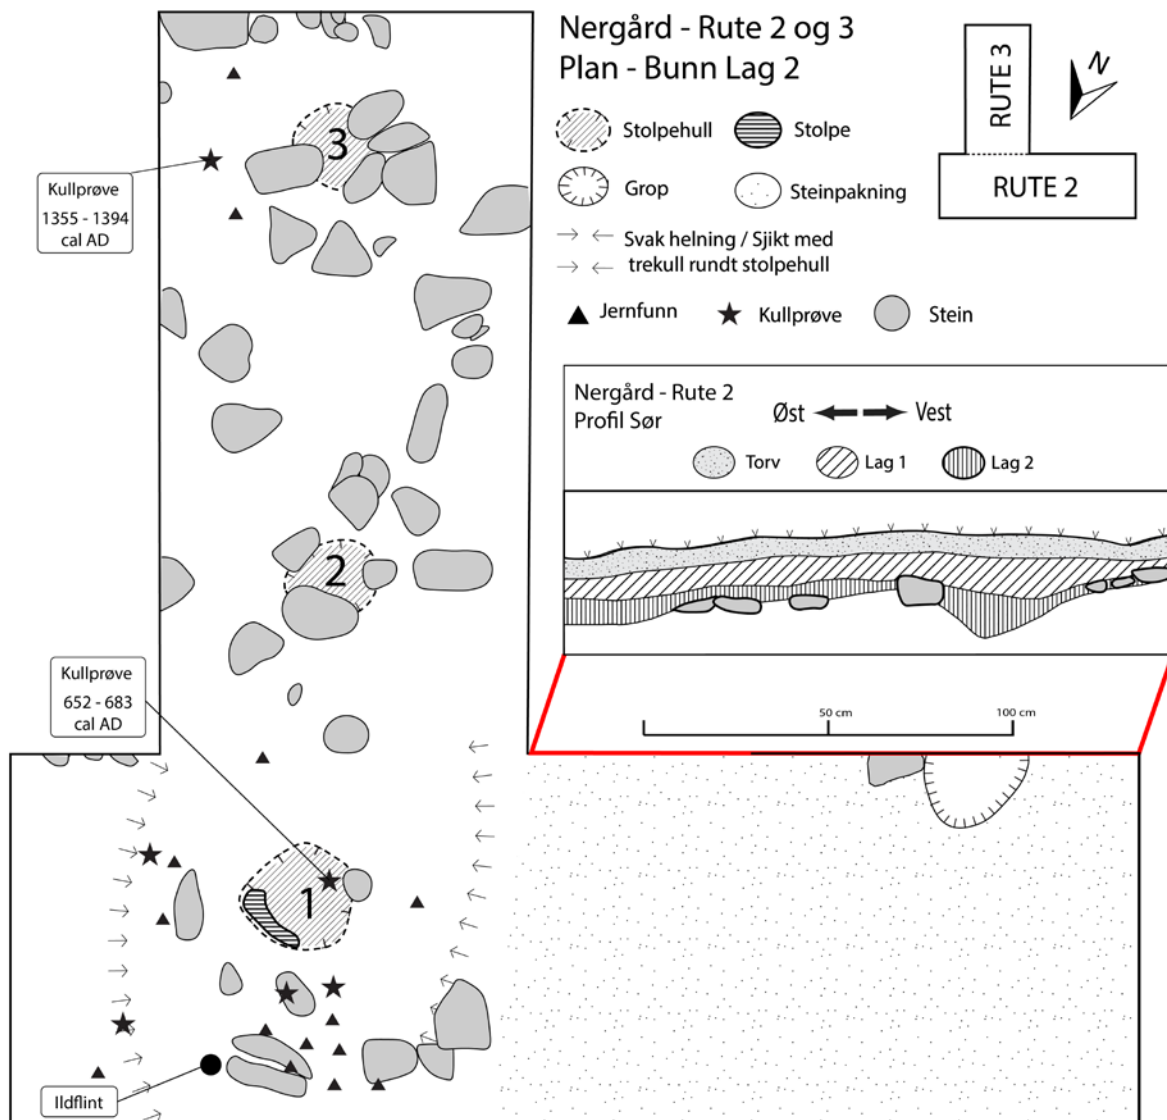 Nergård - Rute 2 og 3
Plan - Bunn Lag 2
Stolpehull
Stolpe
Grop
Steinpakning
Svak helning / Sjikt med
trekull rundt stolpehull
Jernfunn
Kullprøve
Stein
RUTE 3
RUTE 2
N
Nergård - Rute 2
Profil Sør
Øst
Vest
Torv
Lag 1
Lag 2
50 cm
100 cm
3
Kullprøve
1355 - 1394
cal AD
2
Kullprøve
652 - 683
cal AD
1
Ildflint